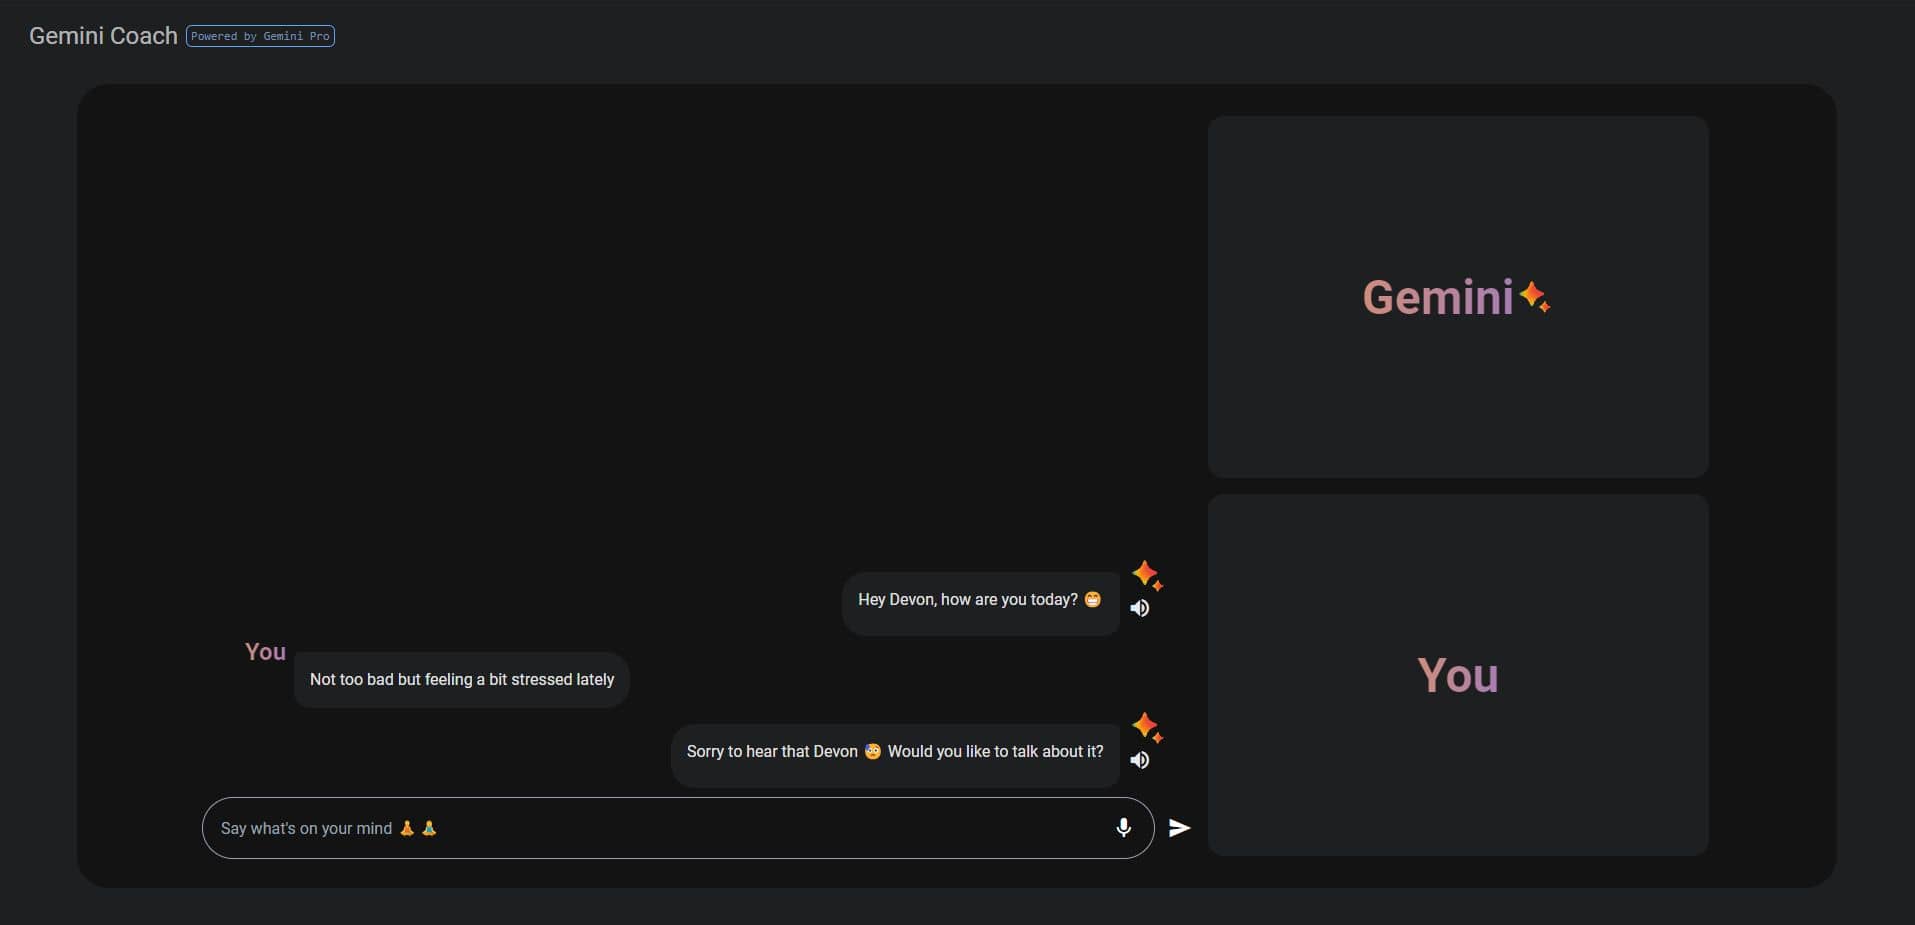 Gemini Coach Powered by Gemini Pro
Gemini
Hey Devon, how are you today? 😁
You
Not too bad but feeling a bit stressed lately
Sorry to hear that Devon 😳 Would you like to talk about it?
Say what's on your mind 🧘 🧘‍♂️
You